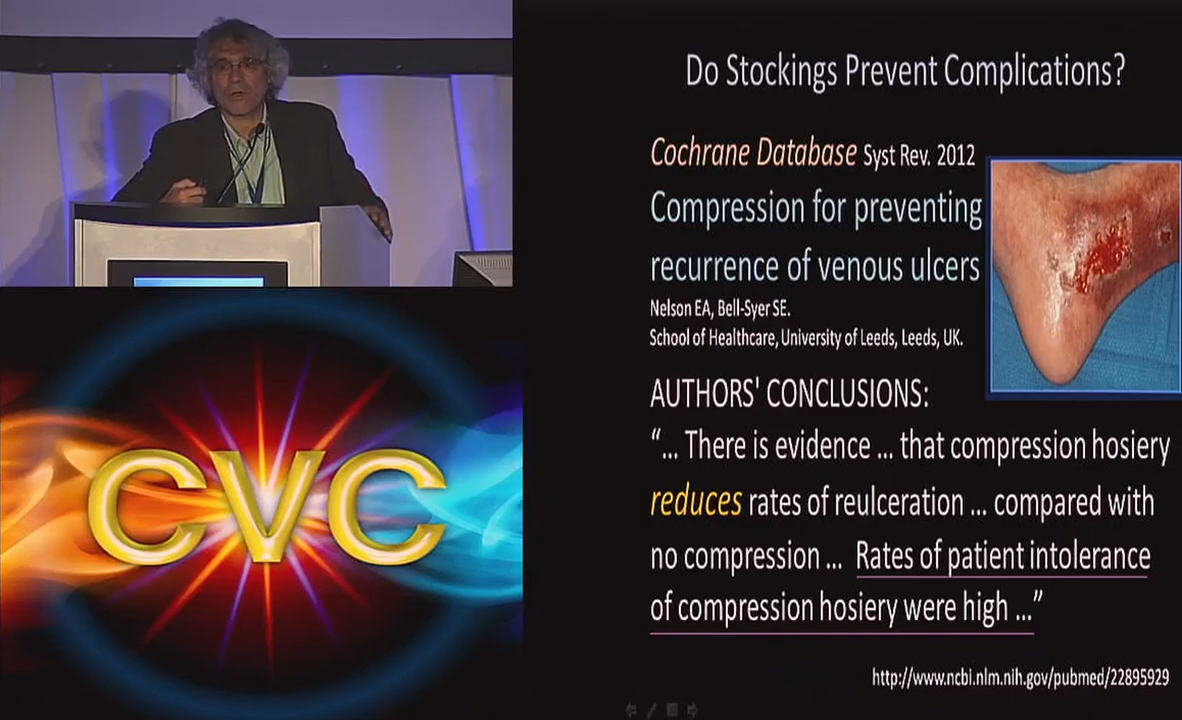 Do Stockings Prevent Complications?
Cochrane Database Syst Rev. 2012
Compression for preventing
recurrence of venous ulcers
Nelson EA, Bell-Syer SE.
School of Healthcare, University of Leeds, Leeds, UK.
AUTHORS' CONCLUSIONS:
“... There is evidence ... that compression hosiery
reduces rates of reulceration ... compared with
no compression ... Rates of patient intolerance
of compression hosiery were high ...”
http://www.ncbi.nlm.nih.gov/pubmed/22895929
CVC